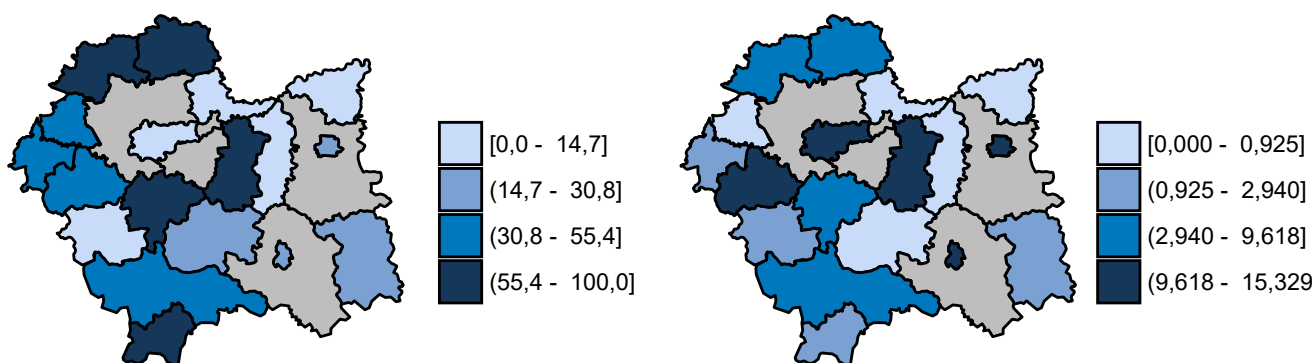 [0,0 - 14,7]
(14,7 - 30,8]
(30,8 - 55,4]
(55,4 - 100,0]
[0,000 - 0,925]
(0,925 - 2,940]
(2,940 - 9,618]
(9,618 - 15,329